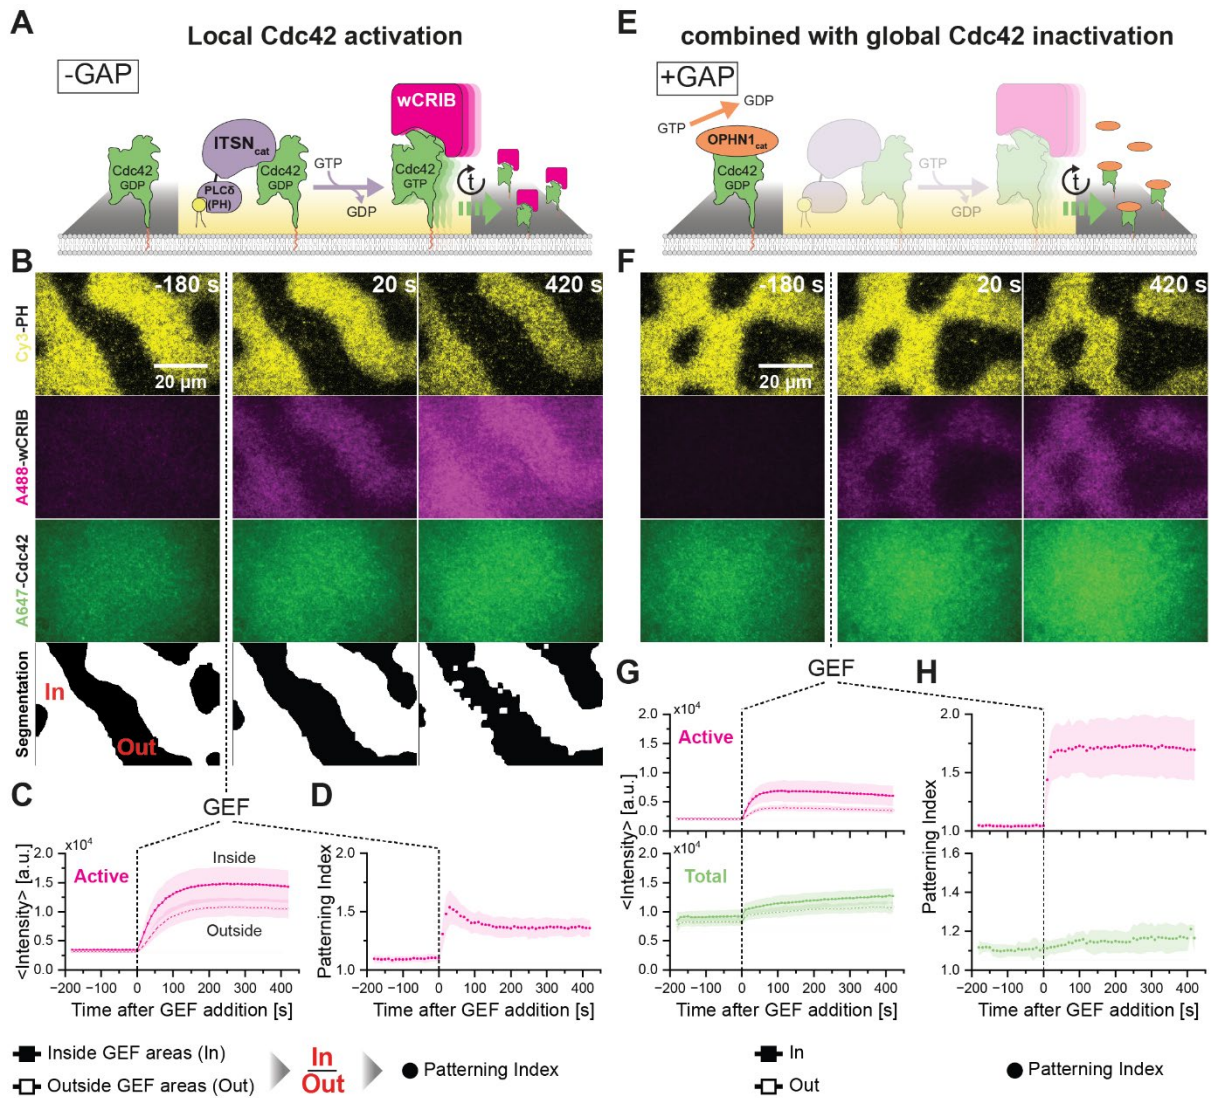 A
Local Cdc42 activation
-GAP
Cdc42
GDP
ITSNcat
PLCδ
(PH)
Cdc42
GDP
GTP
GDP
wCRIB
Cdc42
GTP
t
E
combined with global Cdc42 inactivation
+GAP
GTP
GDP
OPHN1cat
Cdc42
GDP
GTP
GDP
t
B
Cy3-PH
-180 s
20 µm
20 s
420 s
A488-wCRIB
A647-Cdc42
Segmentation
In
Out
F
-180 s
20 µm
20 s
420 s
C
GEF
<Intensity> [a.u.]
x10⁴
2.0
1.5
1.0
0.5
0.0
Active
Inside
Outside
−200 −100 0 100 200 300 400
Time after GEF addition [s]
D
Patterning Index
2.0
1.5
1.0
−200 −100 0 100 200 300 400
Time after GEF addition [s]
G
GEF
<Intensity> [a.u.]
x10⁴
2.0
1.5
1.0
0.5
0.0
Active
x10⁴
2.0
1.5
1.0
0.5
0.0
Total
−200 −100 0 100 200 300 400
Time after GEF addition [s]
H
Patterning Index
2.0
1.5
1.0
1.6
1.4
1.2
1.0
−200 −100 0 100 200 300 400
Time after GEF addition [s]
Inside GEF areas (In)
Outside GEF areas (Out)
In
Out
Patterning Index
In
Out
Patterning Index